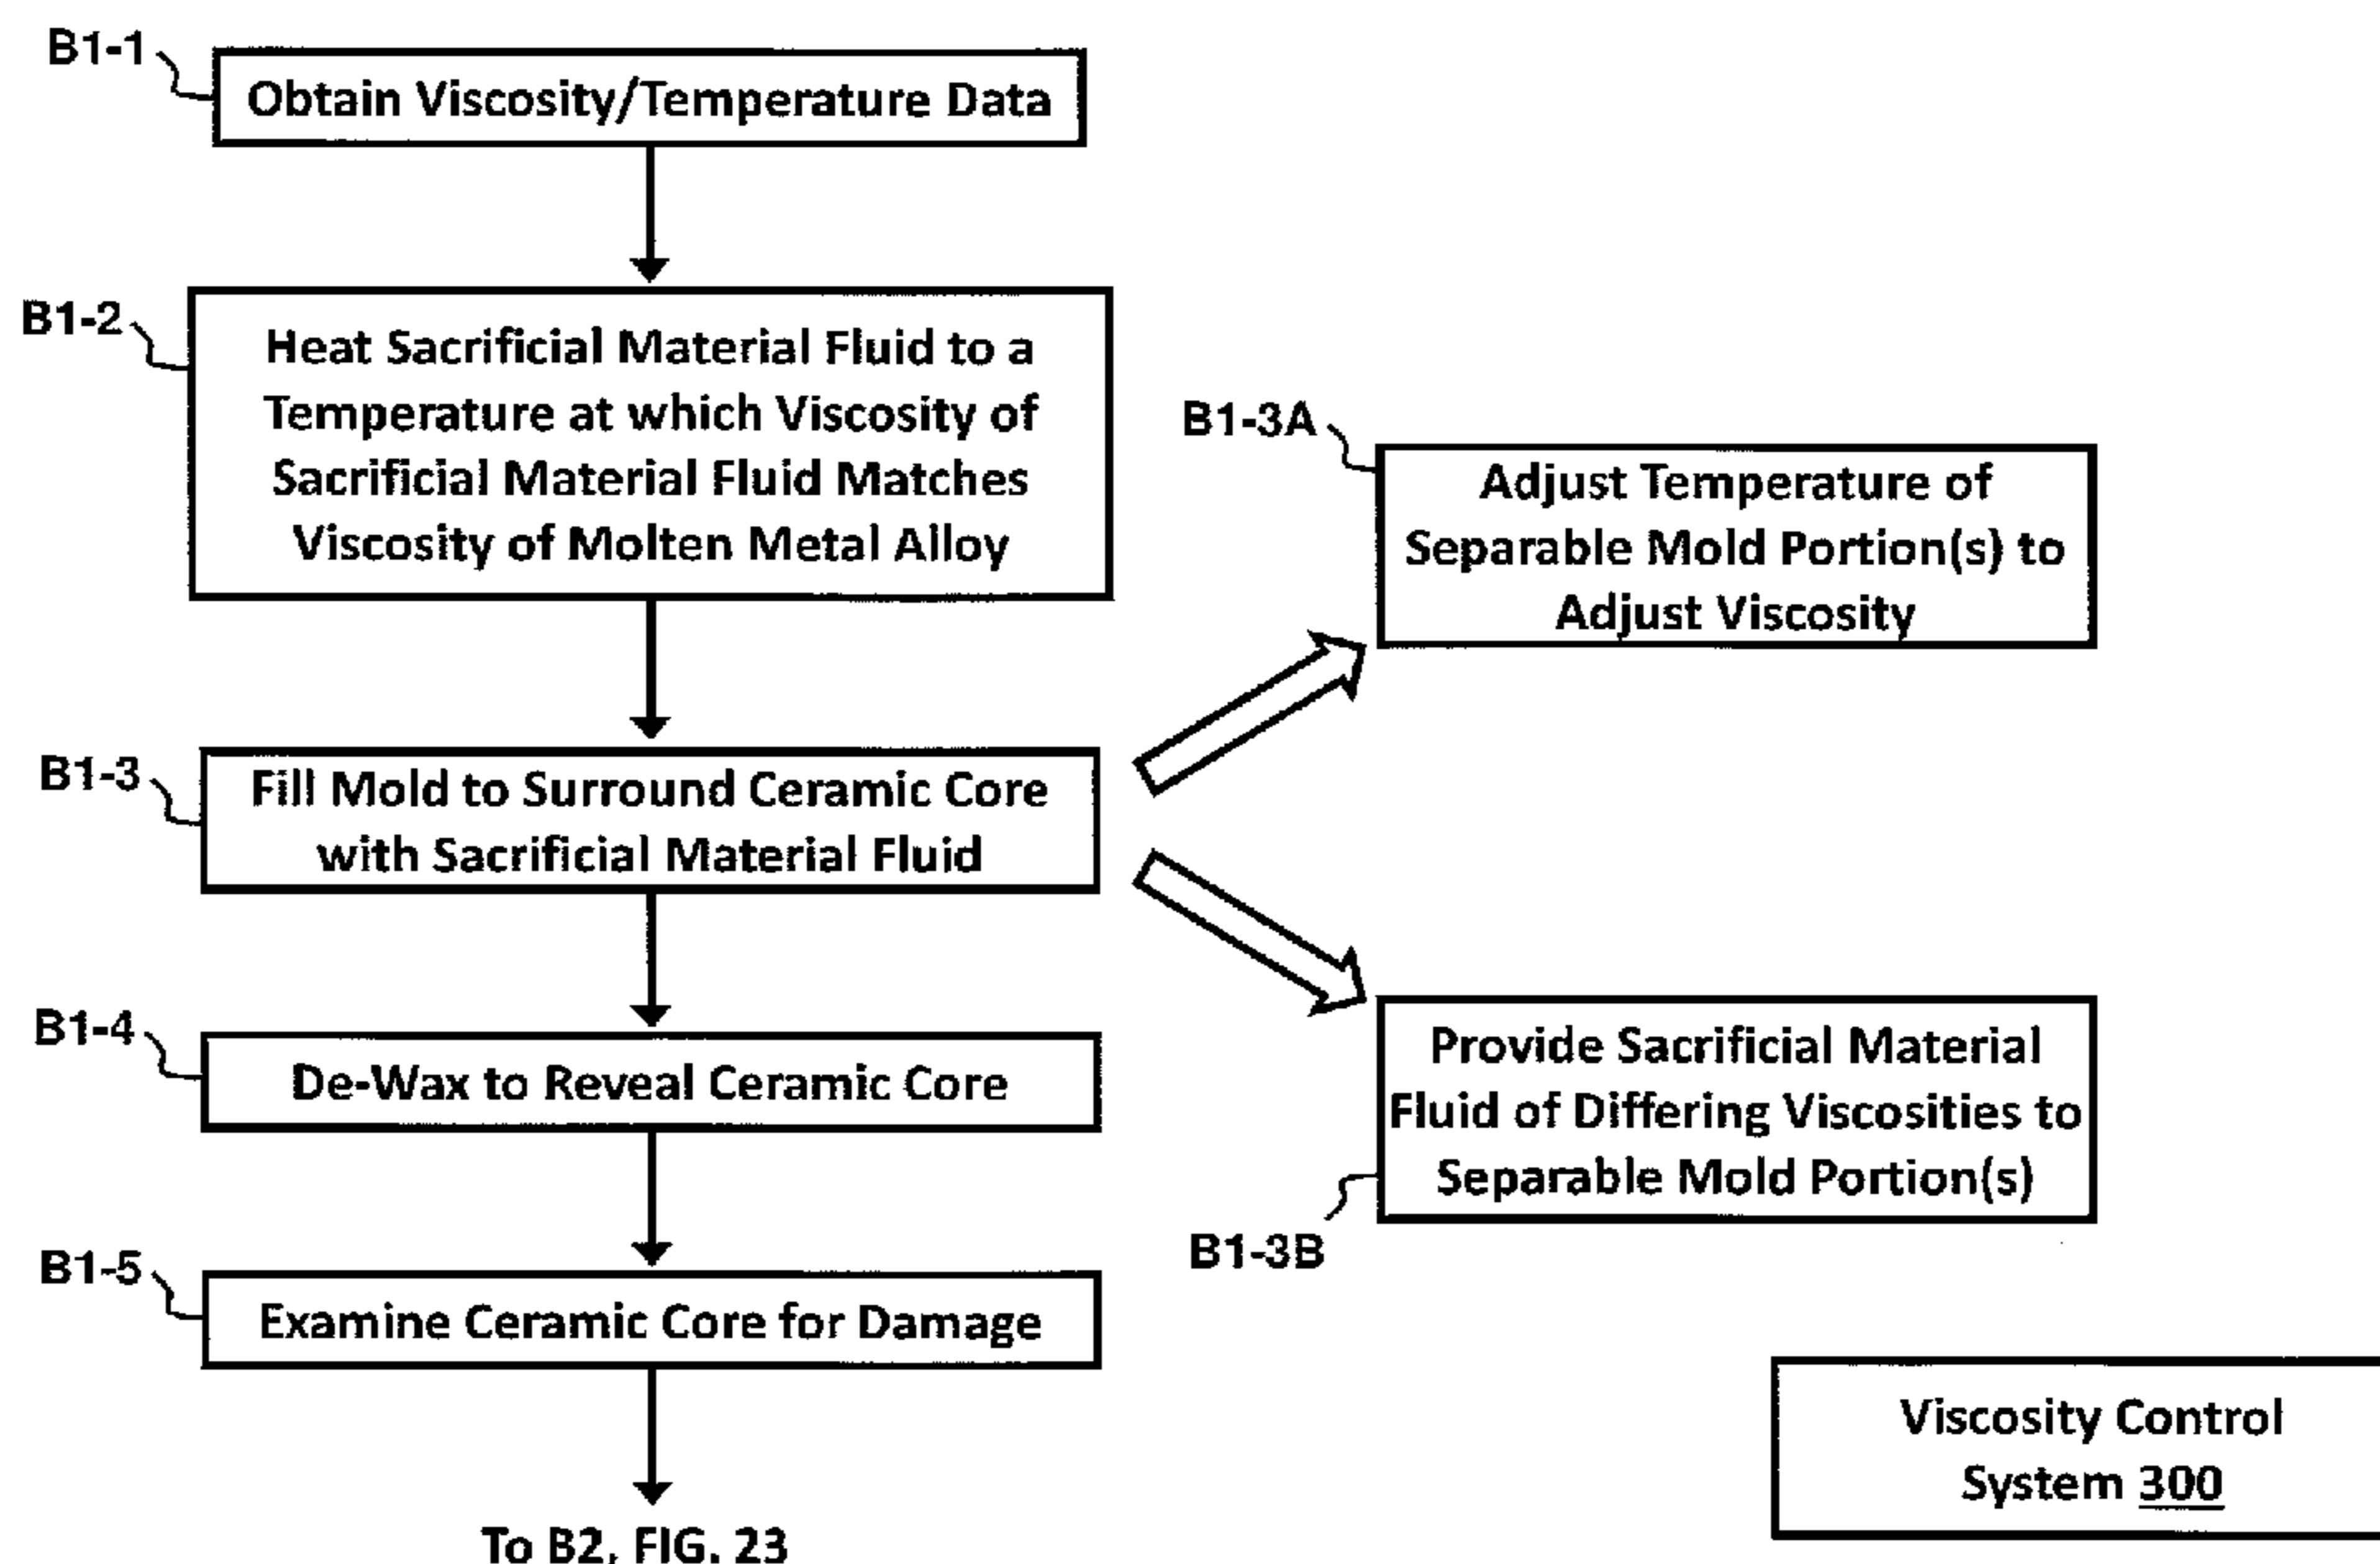 B1-1
Obtain Viscosity/Temperature Data
B1-2
Heat Sacrificial Material Fluid to a
Temperature at which Viscosity of
Sacrificial Material Fluid Matches
Viscosity of Molten Metal Alloy
B1-3A
Adjust Temperature of
Separable Mold Portion(s) to
Adjust Viscosity
B1-3
Fill Mold to Surround Ceramic Core
with Sacrificial Material Fluid
B1-3B
Provide Sacrificial Material
Fluid of Differing Viscosities to
Separable Mold Portion(s)
B1-4
De-Wax to Reveal Ceramic Core
B1-5
Examine Ceramic Core for Damage
To B2, FIG. 23
Viscosity Control
System 300